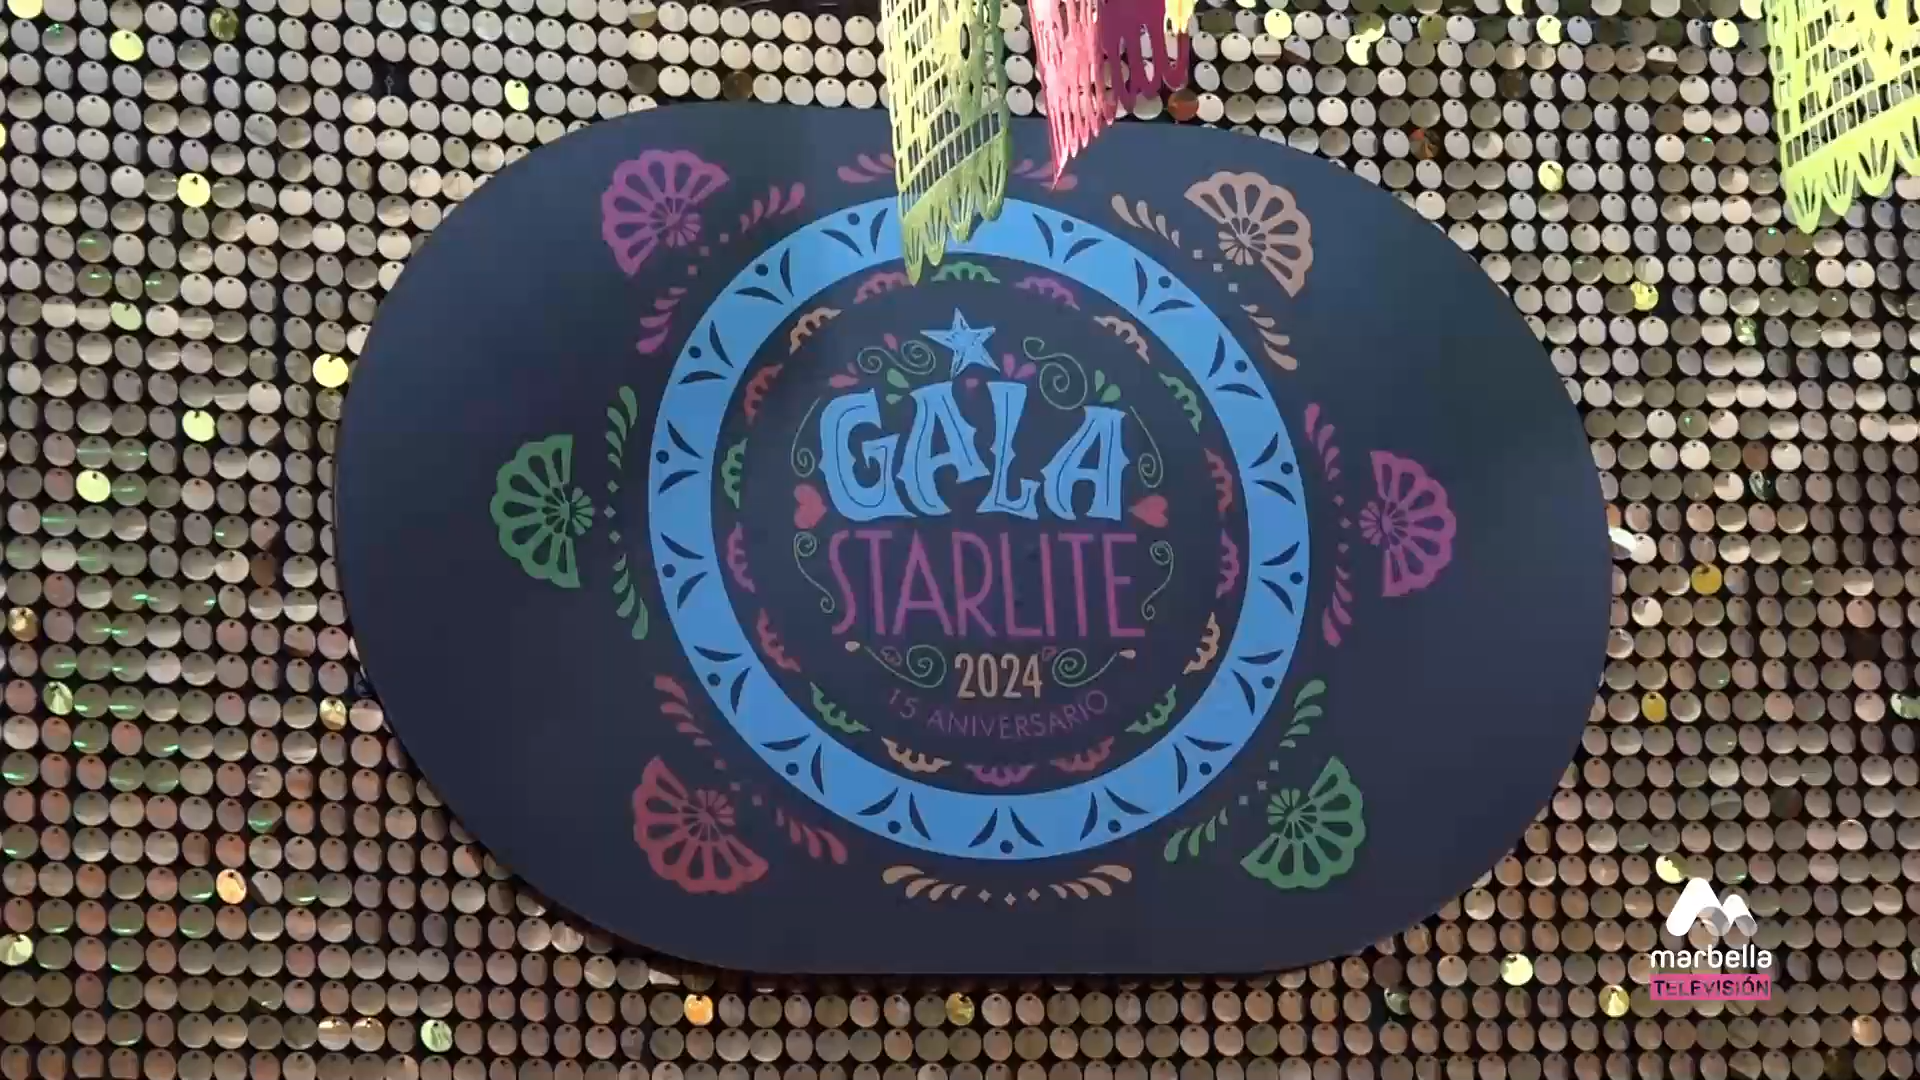 GALA
STARLITE
2024
15 ANIVERSARIO
marbella
TELEVISIÓN